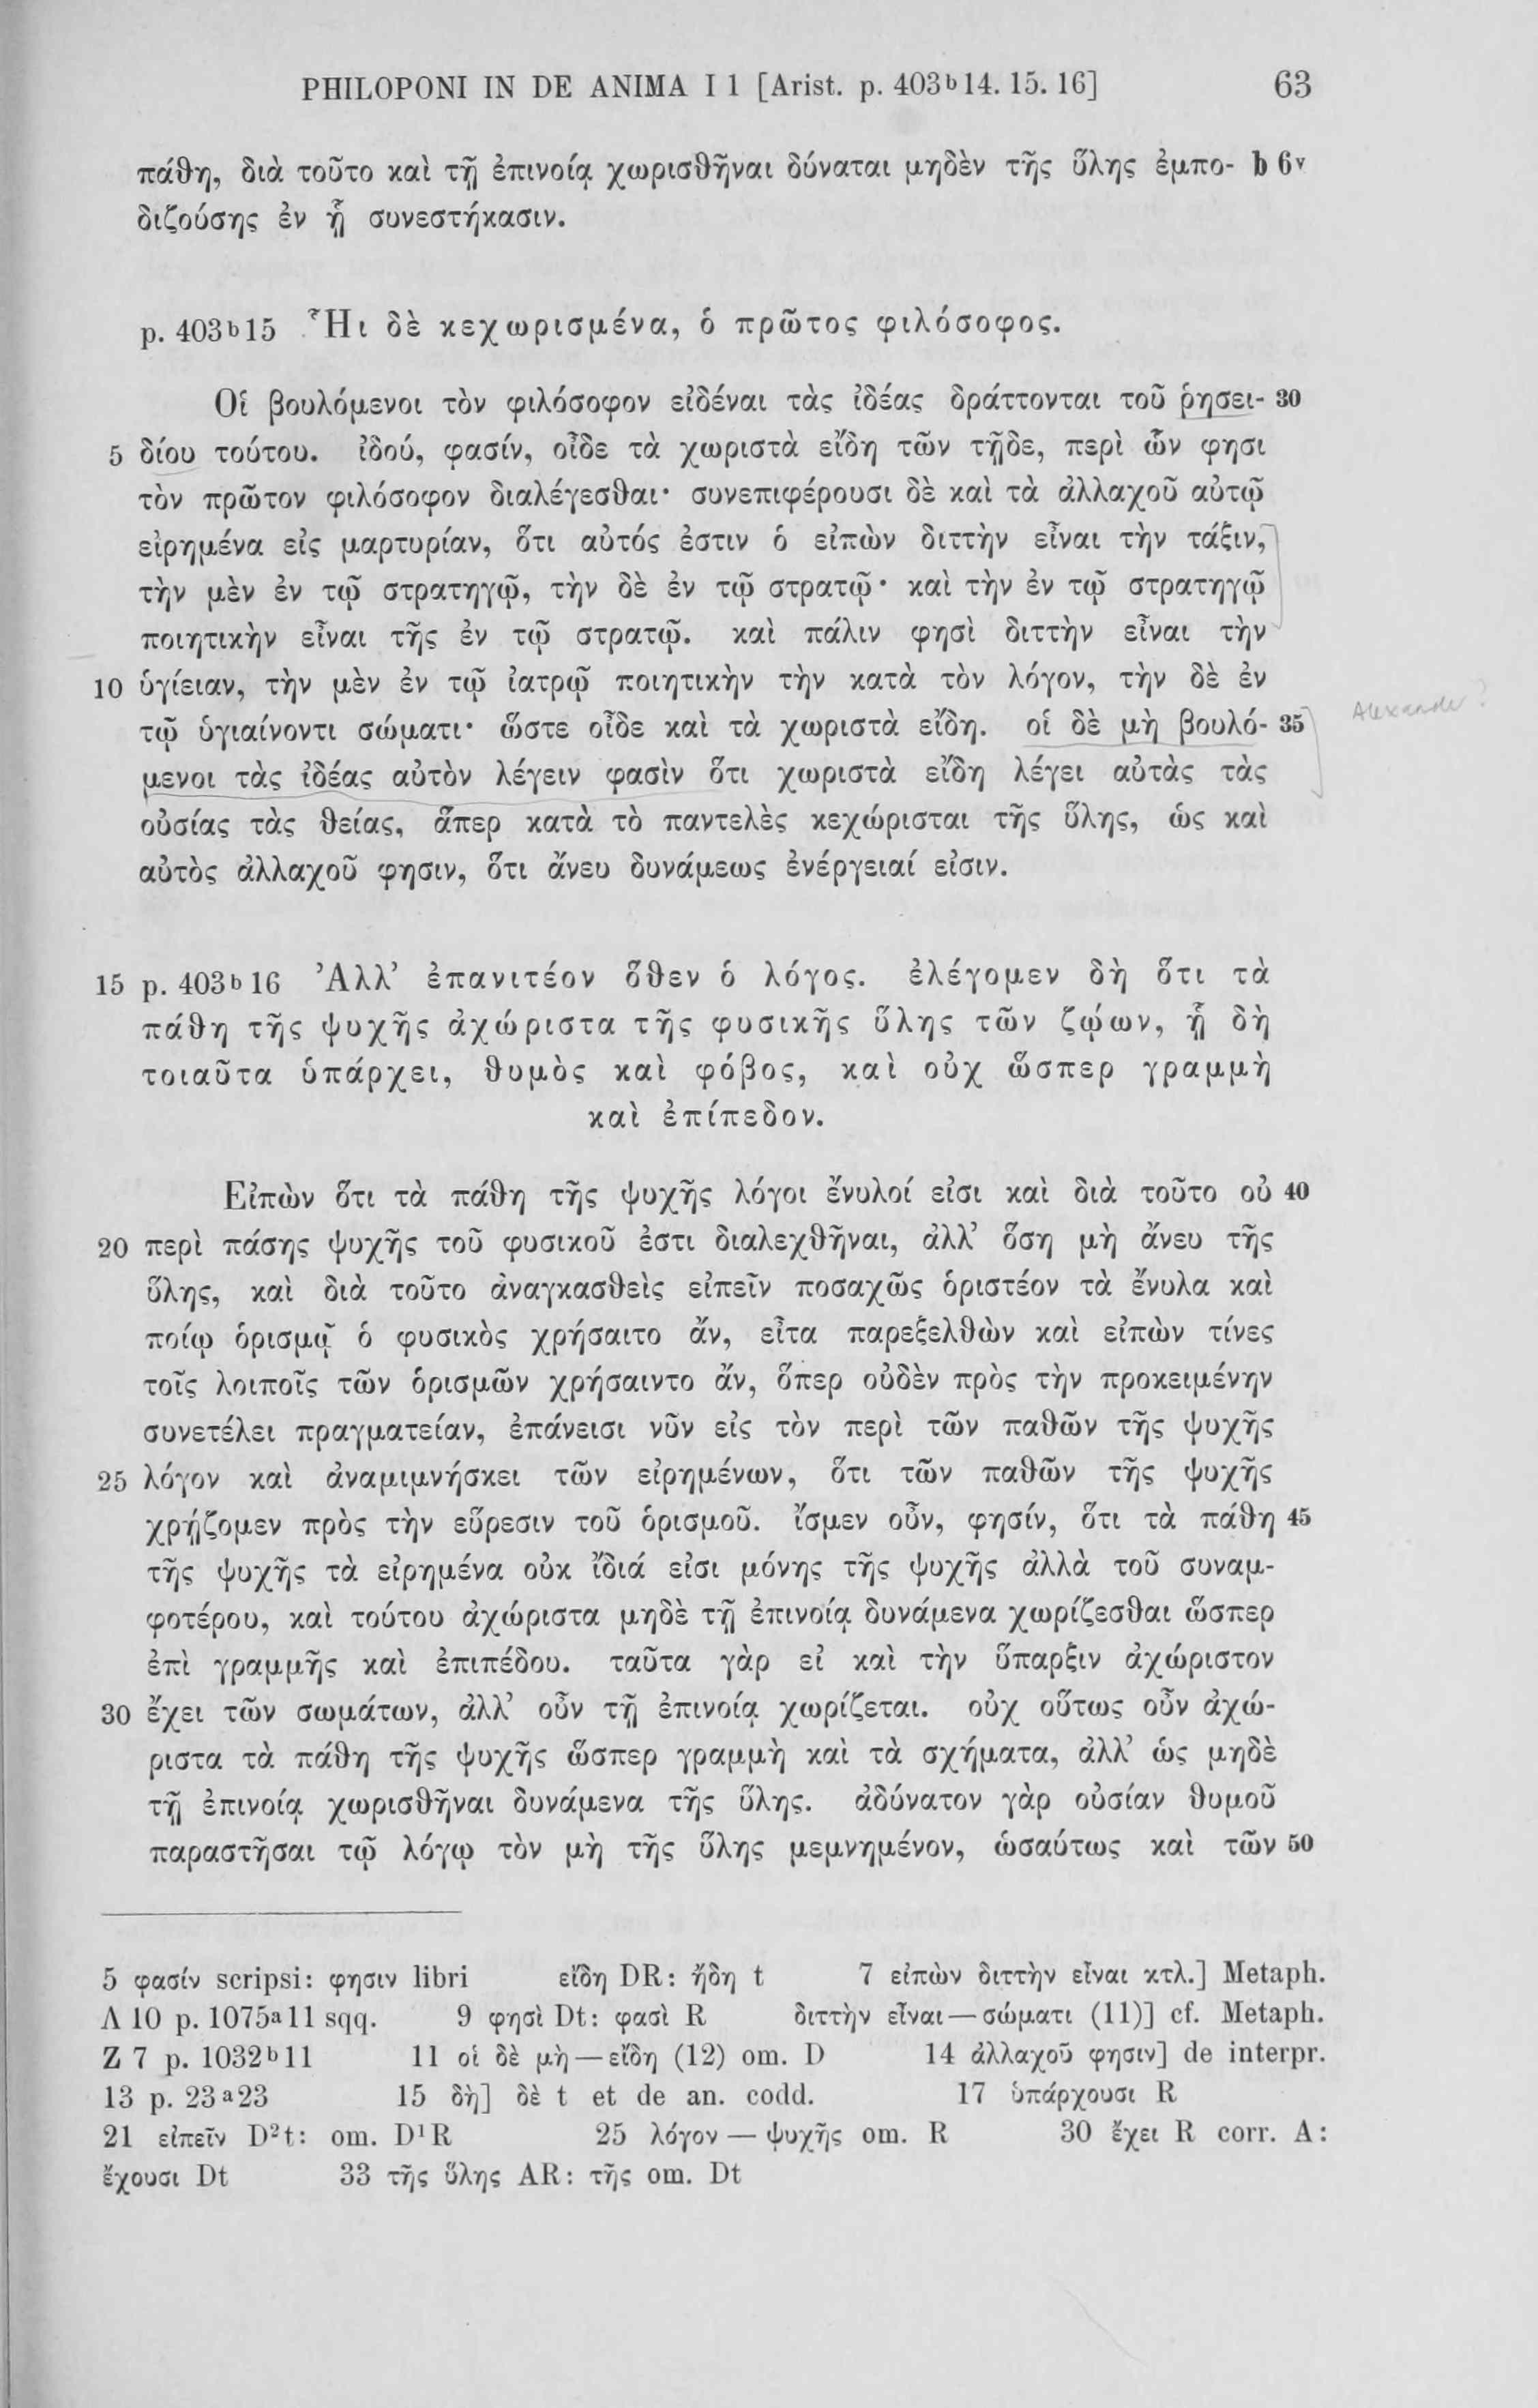 PHILOPONI IN DE ANIMA I 1 [Arist. p. 403b14. 15. 16] 63
πάθη, διὰ τοῦτο καὶ τῇ ἐπινοίᾳ χωρισθῆναι δύναται μηδὲν τῆς ὕλης ἐμπο- b 6v
διζούσης ἐν ᾗ συνεστήκασιν.
p. 403b15 Ἧι δὲ κεχωρισμένα, ὁ πρῶτος φιλόσοφος.
Οἱ βουλόμενοι τὸν φιλόσοφον εἰδέναι τὰς ἰδέας δράττονται τοῦ ῥησει- 30
5 δίου τούτου. ἰδού, φασίν, οἶδε τὰ χωριστὰ εἴδη τῶν τῇδε, περὶ ὧν φησι
τὸν πρῶτον φιλόσοφον διαλέγεσθαι· συνεπιφέρουσι δὲ καὶ τὰ ἀλλαχοῦ αὐτῷ
εἰρημένα εἰς μαρτυρίαν, ὅτι αὐτός ἐστιν ὁ εἰπὼν διττὴν εἶναι τὴν τάξιν,
τὴν μὲν ἐν τῷ στρατηγῷ, τὴν δὲ ἐν τῷ στρατῷ· καὶ τὴν ἐν τῷ στρατηγῷ
ποιητικὴν εἶναι τῆς ἐν τῷ στρατῷ. καὶ πάλιν φησὶ διττὴν εἶναι τὴν
10 ὑγίειαν, τὴν μὲν ἐν τῷ ἰατρῷ ποιητικὴν τὴν κατὰ τὸν λόγον, τὴν δὲ ἐν
τῷ ὑγιαίνοντι σώματι· ὥστε οἶδε καὶ τὰ χωριστὰ εἴδη. οἱ δὲ μὴ βουλό- 35 Alexander?
μενοι τὰς ἰδέας αὐτὸν λέγειν φασὶν ὅτι χωριστὰ εἴδη λέγει αὐτὰς τὰς
οὐσίας τὰς θείας, ἅπερ κατὰ τὸ παντελὲς κεχώρισται τῆς ὕλης, ὡς καὶ
αὐτὸς ἀλλαχοῦ φησιν, ὅτι ἄνευ δυνάμεως ἐνέργειαί εἰσιν.
15 p. 403b16 Ἀλλ’ ἐπανιτέον ὅθεν ὁ λόγος. ἐλέγομεν δὴ ὅτι τὰ
πάθη τῆς ψυχῆς ἀχώριστα τῆς φυσικῆς ὕλης τῶν ζῴων, ᾗ δὴ
τοιαῦτα ὑπάρχει, θυμὸς καὶ φόβος, καὶ οὐχ ὥσπερ γραμμὴ
καὶ ἐπίπεδον.
Εἰπὼν ὅτι τὰ πάθη τῆς ψυχῆς λόγοι ἔνυλοί εἰσι καὶ διὰ τοῦτο οὐ 40
20 περὶ πάσης ψυχῆς τοῦ φυσικοῦ ἐστι διαλεχθῆναι, ἀλλ’ ὅση μὴ ἄνευ τῆς
ὕλης, καὶ διὰ τοῦτο ἀναγκασθεὶς εἰπεῖν ποσαχῶς ὁριστέον τὰ ἔνυλα καὶ
ποίῳ ὁρισμῷ ὁ φυσικὸς χρήσαιτο ἄν, εἶτα παρεξελθὼν καὶ εἰπὼν τίνες
τοῖς λοιποῖς τῶν ὁρισμῶν χρήσαιντο ἄν, ὅπερ οὐδὲν πρὸς τὴν προκειμένην
συνετέλει πραγματείαν, ἐπάνεισι νῦν εἰς τὸν περὶ τῶν παθῶν τῆς ψυχῆς
25 λόγον καὶ ἀναμιμνήσκει τῶν εἰρημένων, ὅτι τῶν παθῶν τῆς ψυχῆς
χρῄζομεν πρὸς τὴν εὕρεσιν τοῦ ὁρισμοῦ. ἴσμεν οὖν, φησίν, ὅτι τὰ πάθη 45
τῆς ψυχῆς τὰ εἰρημένα οὐκ ἴδιά εἰσι μόνης τῆς ψυχῆς ἀλλὰ τοῦ συναμ-
φοτέρου, καὶ τούτου ἀχώριστα μηδὲ τῇ ἐπινοίᾳ δυνάμενα χωρίζεσθαι ὥσπερ
ἐπὶ γραμμῆς καὶ ἐπιπέδου. ταῦτα γὰρ εἰ καὶ τὴν ὕπαρξιν ἀχώριστον
30 ἔχει τῶν σωμάτων, ἀλλ’ οὖν τῇ ἐπινοίᾳ χωρίζεται. οὐχ οὕτως οὖν ἀχώ-
ριστα τὰ πάθη τῆς ψυχῆς ὥσπερ γραμμὴ καὶ τὰ σχήματα, ἀλλ’ ὡς μηδὲ
τῇ ἐπινοίᾳ χωρισθῆναι δυνάμενα τῆς ὕλης. ἀδύνατον γὰρ οὐσίαν θυμοῦ
παραστῆσαι τῷ λόγῳ τὸν μὴ τῆς ὕλης μεμνημένον, ὡσαύτως καὶ τῶν 50
5 φασίν scripsi: φησιν libri εἴδη DR: ἤδη t 7 εἰπὼν διττὴν εἶναι κτλ.] Metaph.
Λ 10 p. 1075a11 sqq. 9 φησὶ Dt: φασὶ R διττὴν εἶναι — σώματι (11)] cf. Metaph.
Z 7 p. 1032b11 11 οἱ δὲ μὴ — εἴδη (12) om. D 14 ἀλλαχοῦ φησιν] de interpr.
13 p. 23a23 15 δὴ] δὲ t et de an. codd. 17 ὑπάρχουσι R
21 εἰπεῖν D2t: om. D1R 25 λόγον — ψυχῆς om. R 30 ἔχει R corr. A:
ἔχουσι Dt 33 τῆς ὕλης AR: τῆς om. Dt